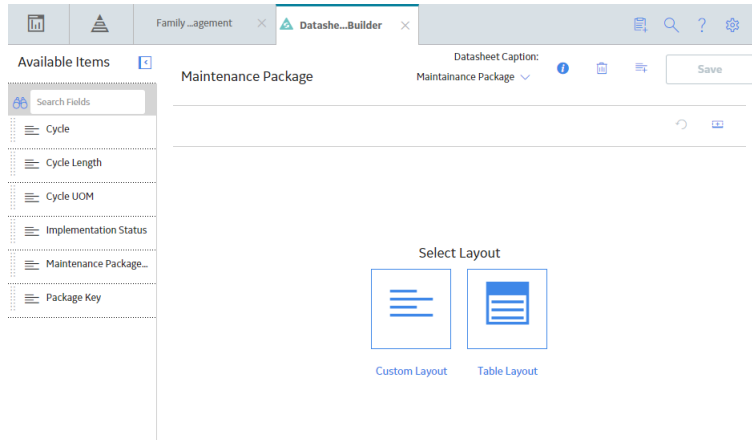 Family ...agement
Datashe...Builder
Available Items
Maintenance Package
Datasheet Caption:
Maintainance Package
Save
Search Fields
Cycle
Cycle Length
Cycle UOM
Implementation Status
Maintenance Package...
Package Key
Select Layout
Custom Layout
Table Layout